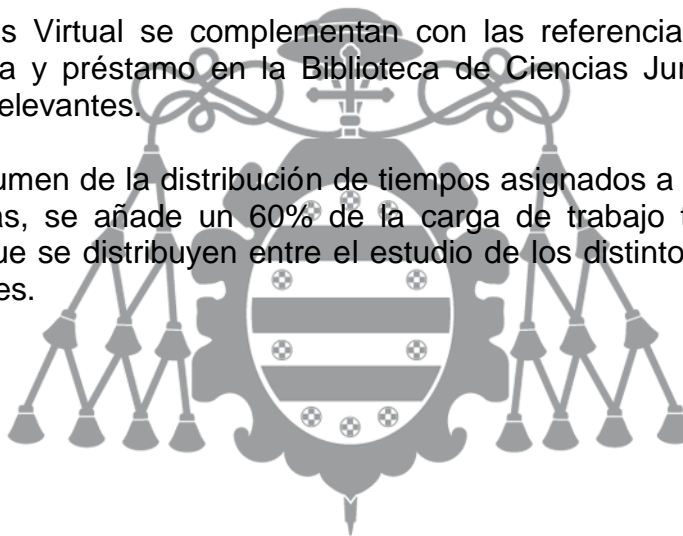 s Virtual se complementan con las referencia
a y préstamo en la Biblioteca de Ciencias Jur
elevantes.
umen de la distribución de tiempos asignados a
as, se añade un 60% de la carga de trabajo t
ue se distribuyen entre el estudio de los distinto
es.